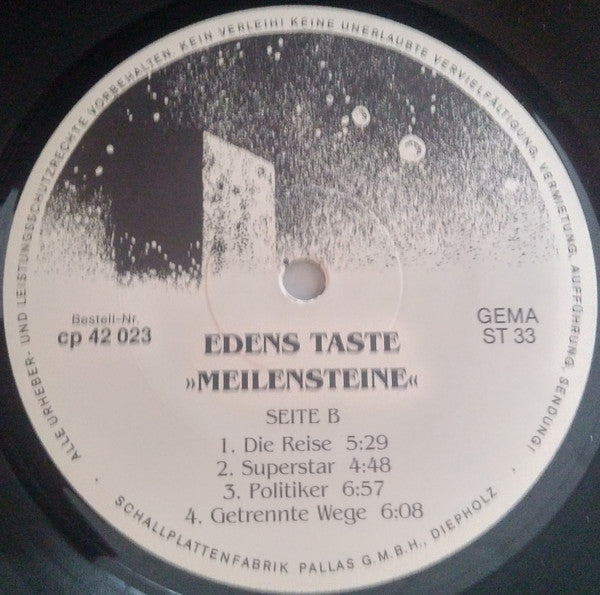 ALLE URHEBER- UND LEISTUNGSSCHUTZRECHTE VORBEHALTEN. KEIN VERLEIH! KEINE UNERLAUBTE VERVIELFÄLTIGUNG, VERMIETUNG, AUFFÜHRUNG, SENDUNG!
Bestell-Nr.
cp 42 023
GEMA
ST 33
EDENS TASTE
»MEILENSTEINE«
SEITE B
1. Die Reise 5:29
2. Superstar 4:48
3. Politiker 6:57
4. Getrennte Wege 6:08
· SCHALLPLATTENFABRIK PALLAS G.M.B.H., DIEPHOLZ ·